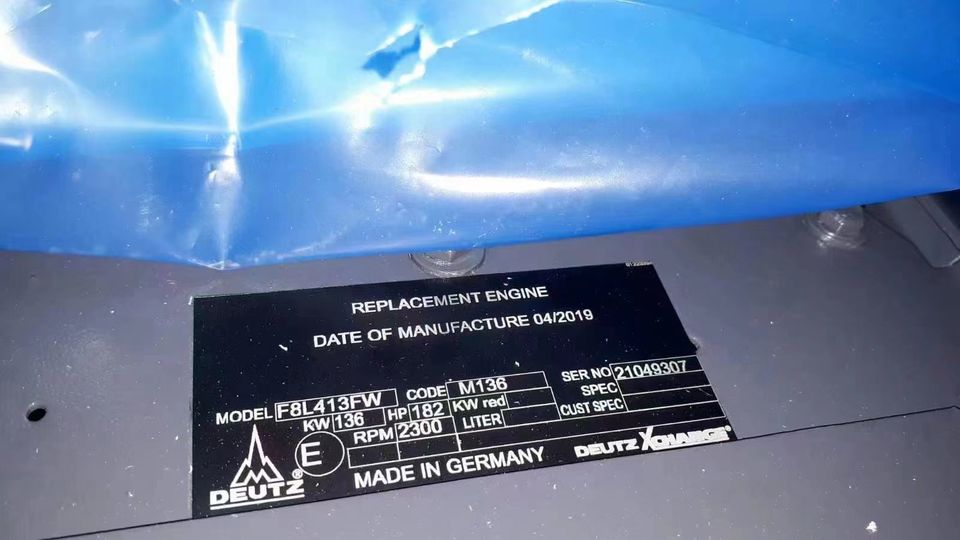 REPLACEMENT ENGINE
DATE OF MANUFACTURE 04/2019
MODEL F8L413FW CODE M136 SER NO 21049307
KW 136 HP 182 KW red SPEC
RPM 2300 LITER CUST SPEC
E
DEUTZ® MADE IN GERMANY DEUTZ XCHANGE®